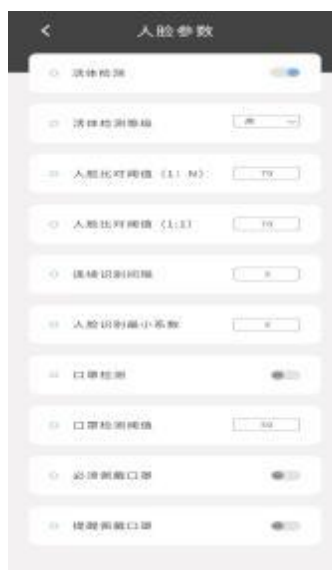 人脸参数
活体检测
活体检测等级
人脸比对阈值 (1: N)
人脸比对阈值 (1:1)
连续识别间隔
人脸识别最小系数
口罩检测
口罩检测阈值
必须佩戴口罩
提醒佩戴口罩